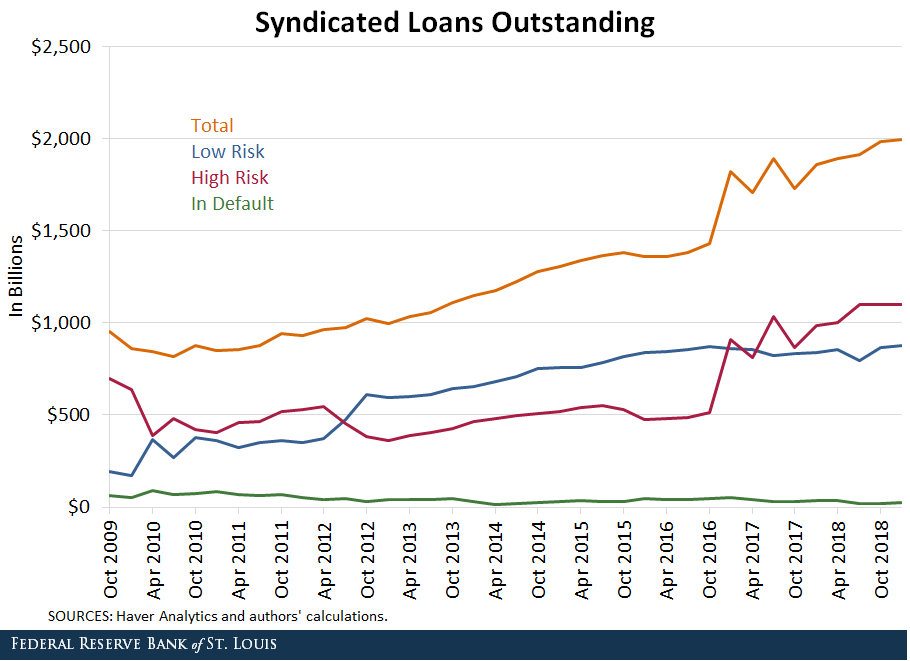 Syndicated Loans Outstanding
$2,500
$2,000
$1,500
$1,000
$500
$0
In Billions
Total
Low Risk
High Risk
In Default
Oct 2009
Apr 2010
Oct 2010
Apr 2011
Oct 2011
Apr 2012
Oct 2012
Apr 2013
Oct 2013
Apr 2014
Oct 2014
Apr 2015
Oct 2015
Apr 2016
Oct 2016
Apr 2017
Oct 2017
Apr 2018
Oct 2018
SOURCES: Haver Analytics and authors' calculations.
FEDERAL RESERVE BANK of ST. LOUIS